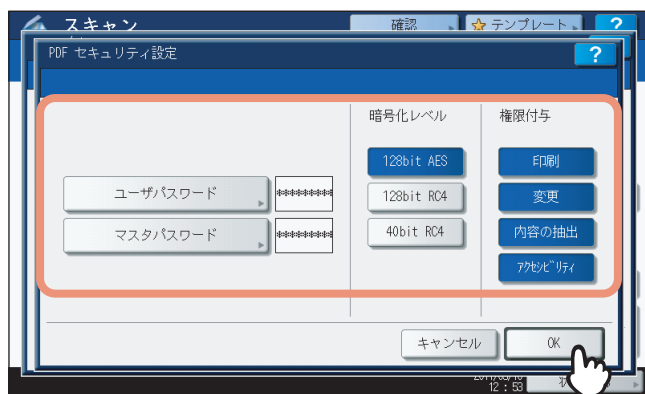 スキャン
確認
テンプレート
?
PDF セキュリティ設定
?
暗号化レベル
権限付与
128bit AES
印刷
ユーザパスワード
**********
128bit RC4
変更
マスタパスワード
**********
40bit RC4
内容の抽出
アクセシビリティ
キャンセル
OK
12:53